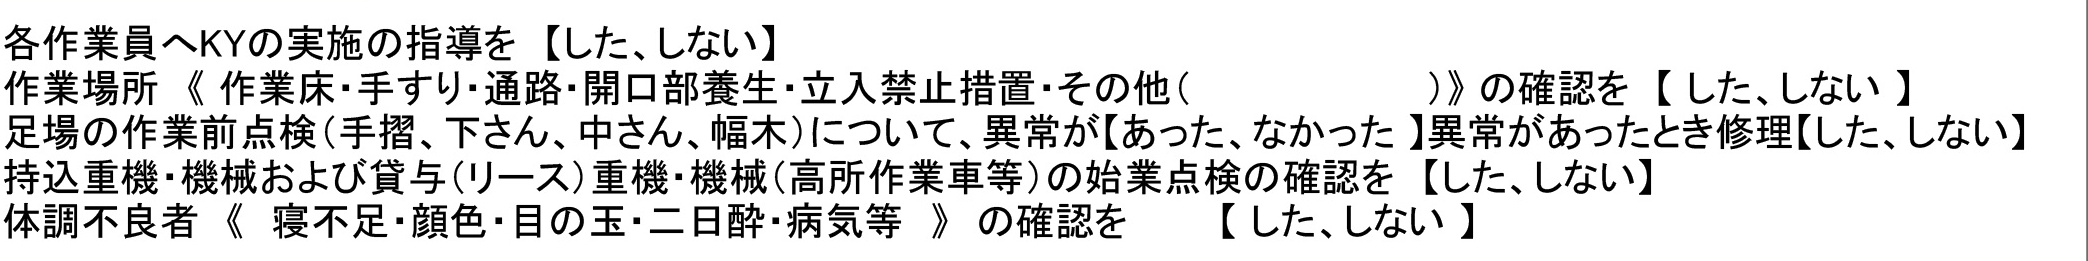 各作業員へKYの実施の指導を　【した、しない】
作業場所　《 作業床・手すり・通路・開口部養生・立入禁止措置・その他（　　　　　　　）》 の確認を　【 した、しない 】
足場の作業前点検（手摺、下さん、中さん、幅木）について、異常が【あった、なかった 】異常があったとき修理【した、しない】
持込重機・機械および貸与（リース）重機・機械（高所作業車等）の始業点検の確認を　【した、しない】
体調不良者　《　寝不足・顔色・目の玉・二日酔・病気等　》　の確認を　　　【 した、しない 】